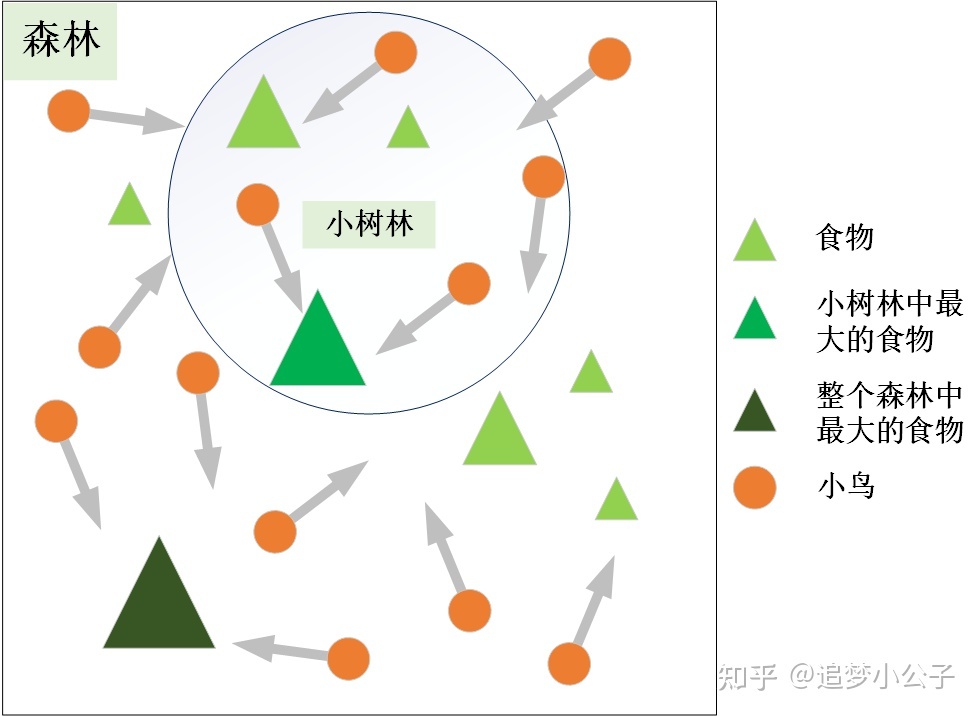 森林
小树林
食物
小树林中最
大的食物
整个森林中
最大的食物
小鸟
知乎 @追梦小公子